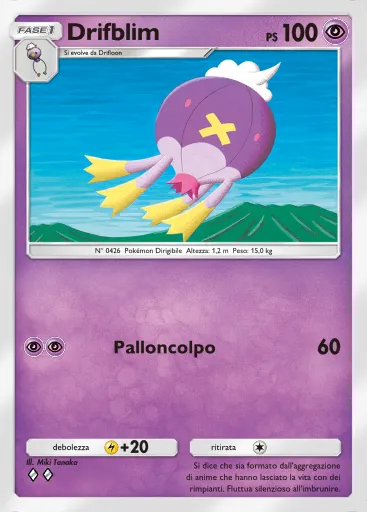 FASE 1
Drifblim
PS 100
Si evolve da Drifloon
N° 0426 Pokémon Dirigibile Altezza: 1,2 m Peso: 15,0 kg
Palloncolpo 60
debolezza +20 ritirata
Ill. Miki Tanaka
Si dice che sia formato dall'aggregazione
di anime che hanno lasciato la vita con dei
rimpianti. Fluttua silenzioso all'imbrunire.